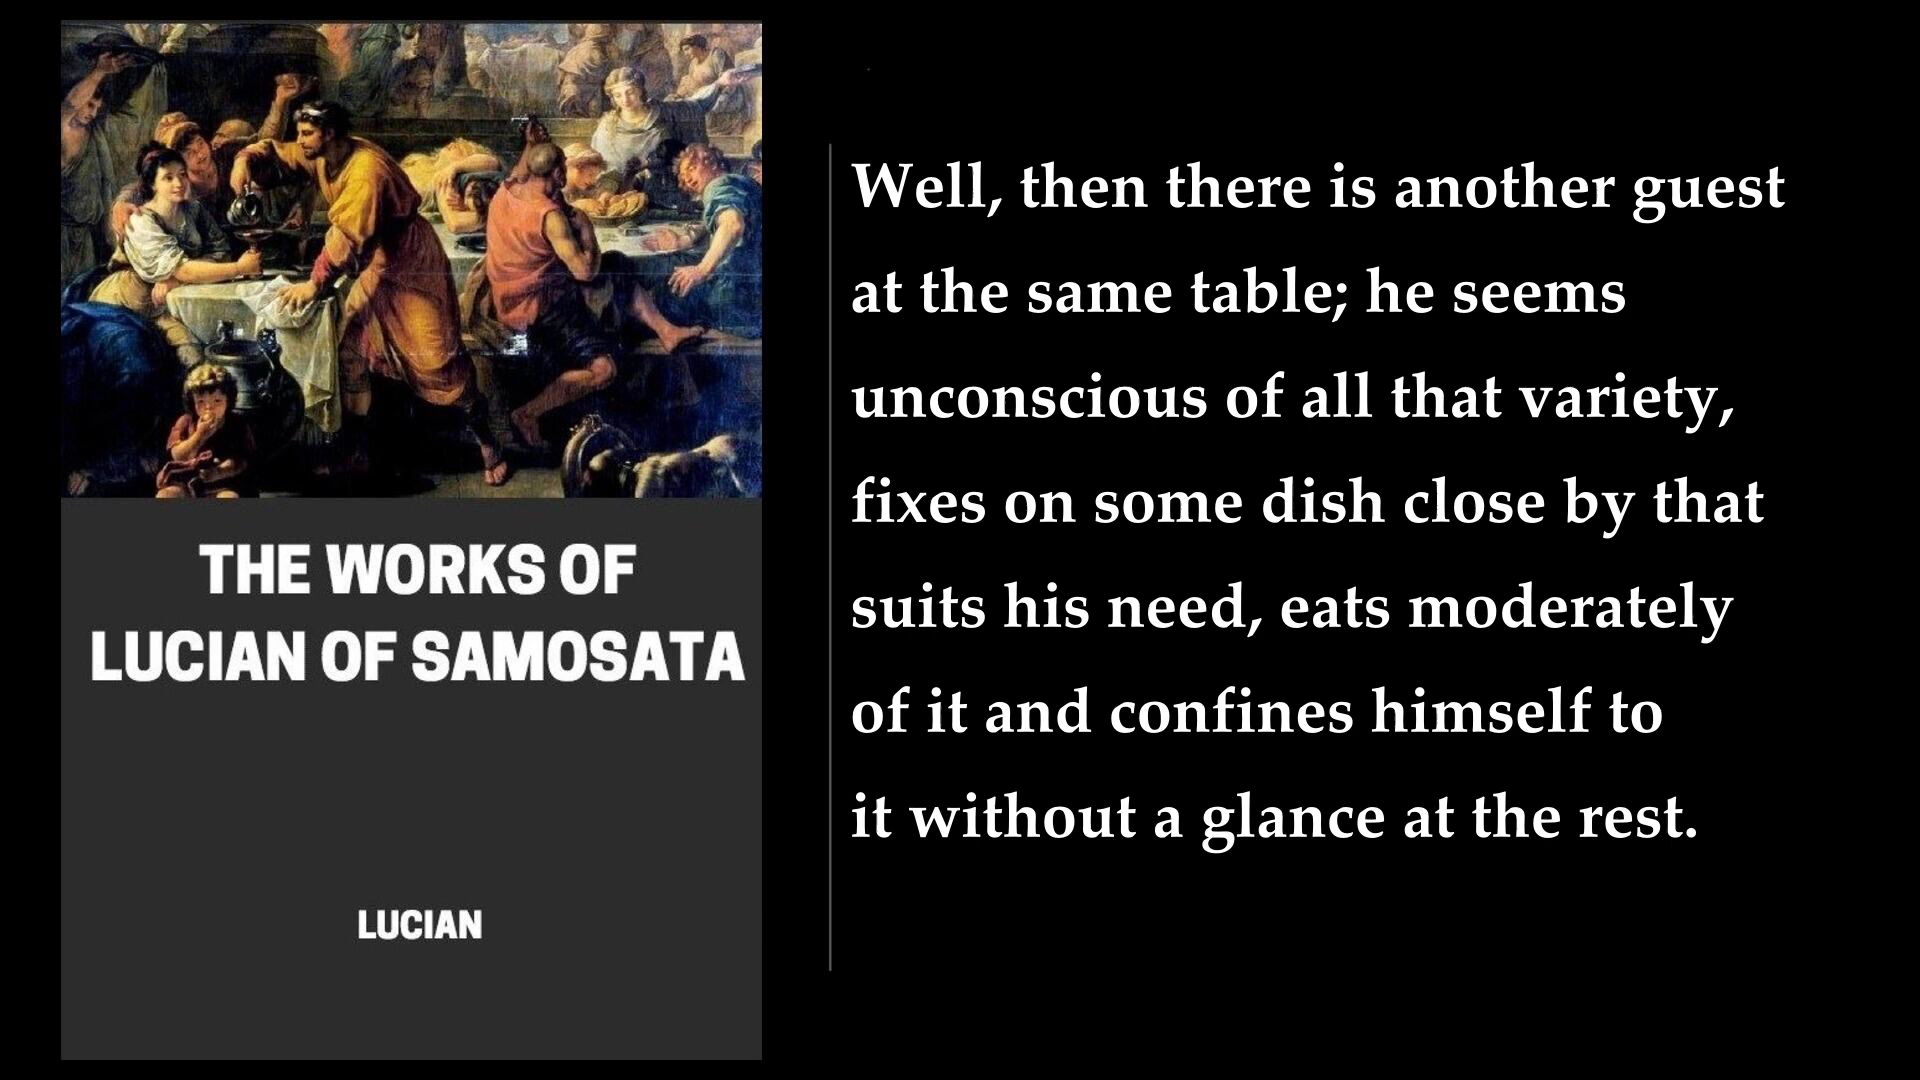 THE WORKS OF
LUCIAN OF SAMOSATA
LUCIAN
Well, then there is another guest
at the same table; he seems
unconscious of all that variety,
fixes on some dish close by that
suits his need, eats moderately
of it and confines himself to
it without a glance at the rest.